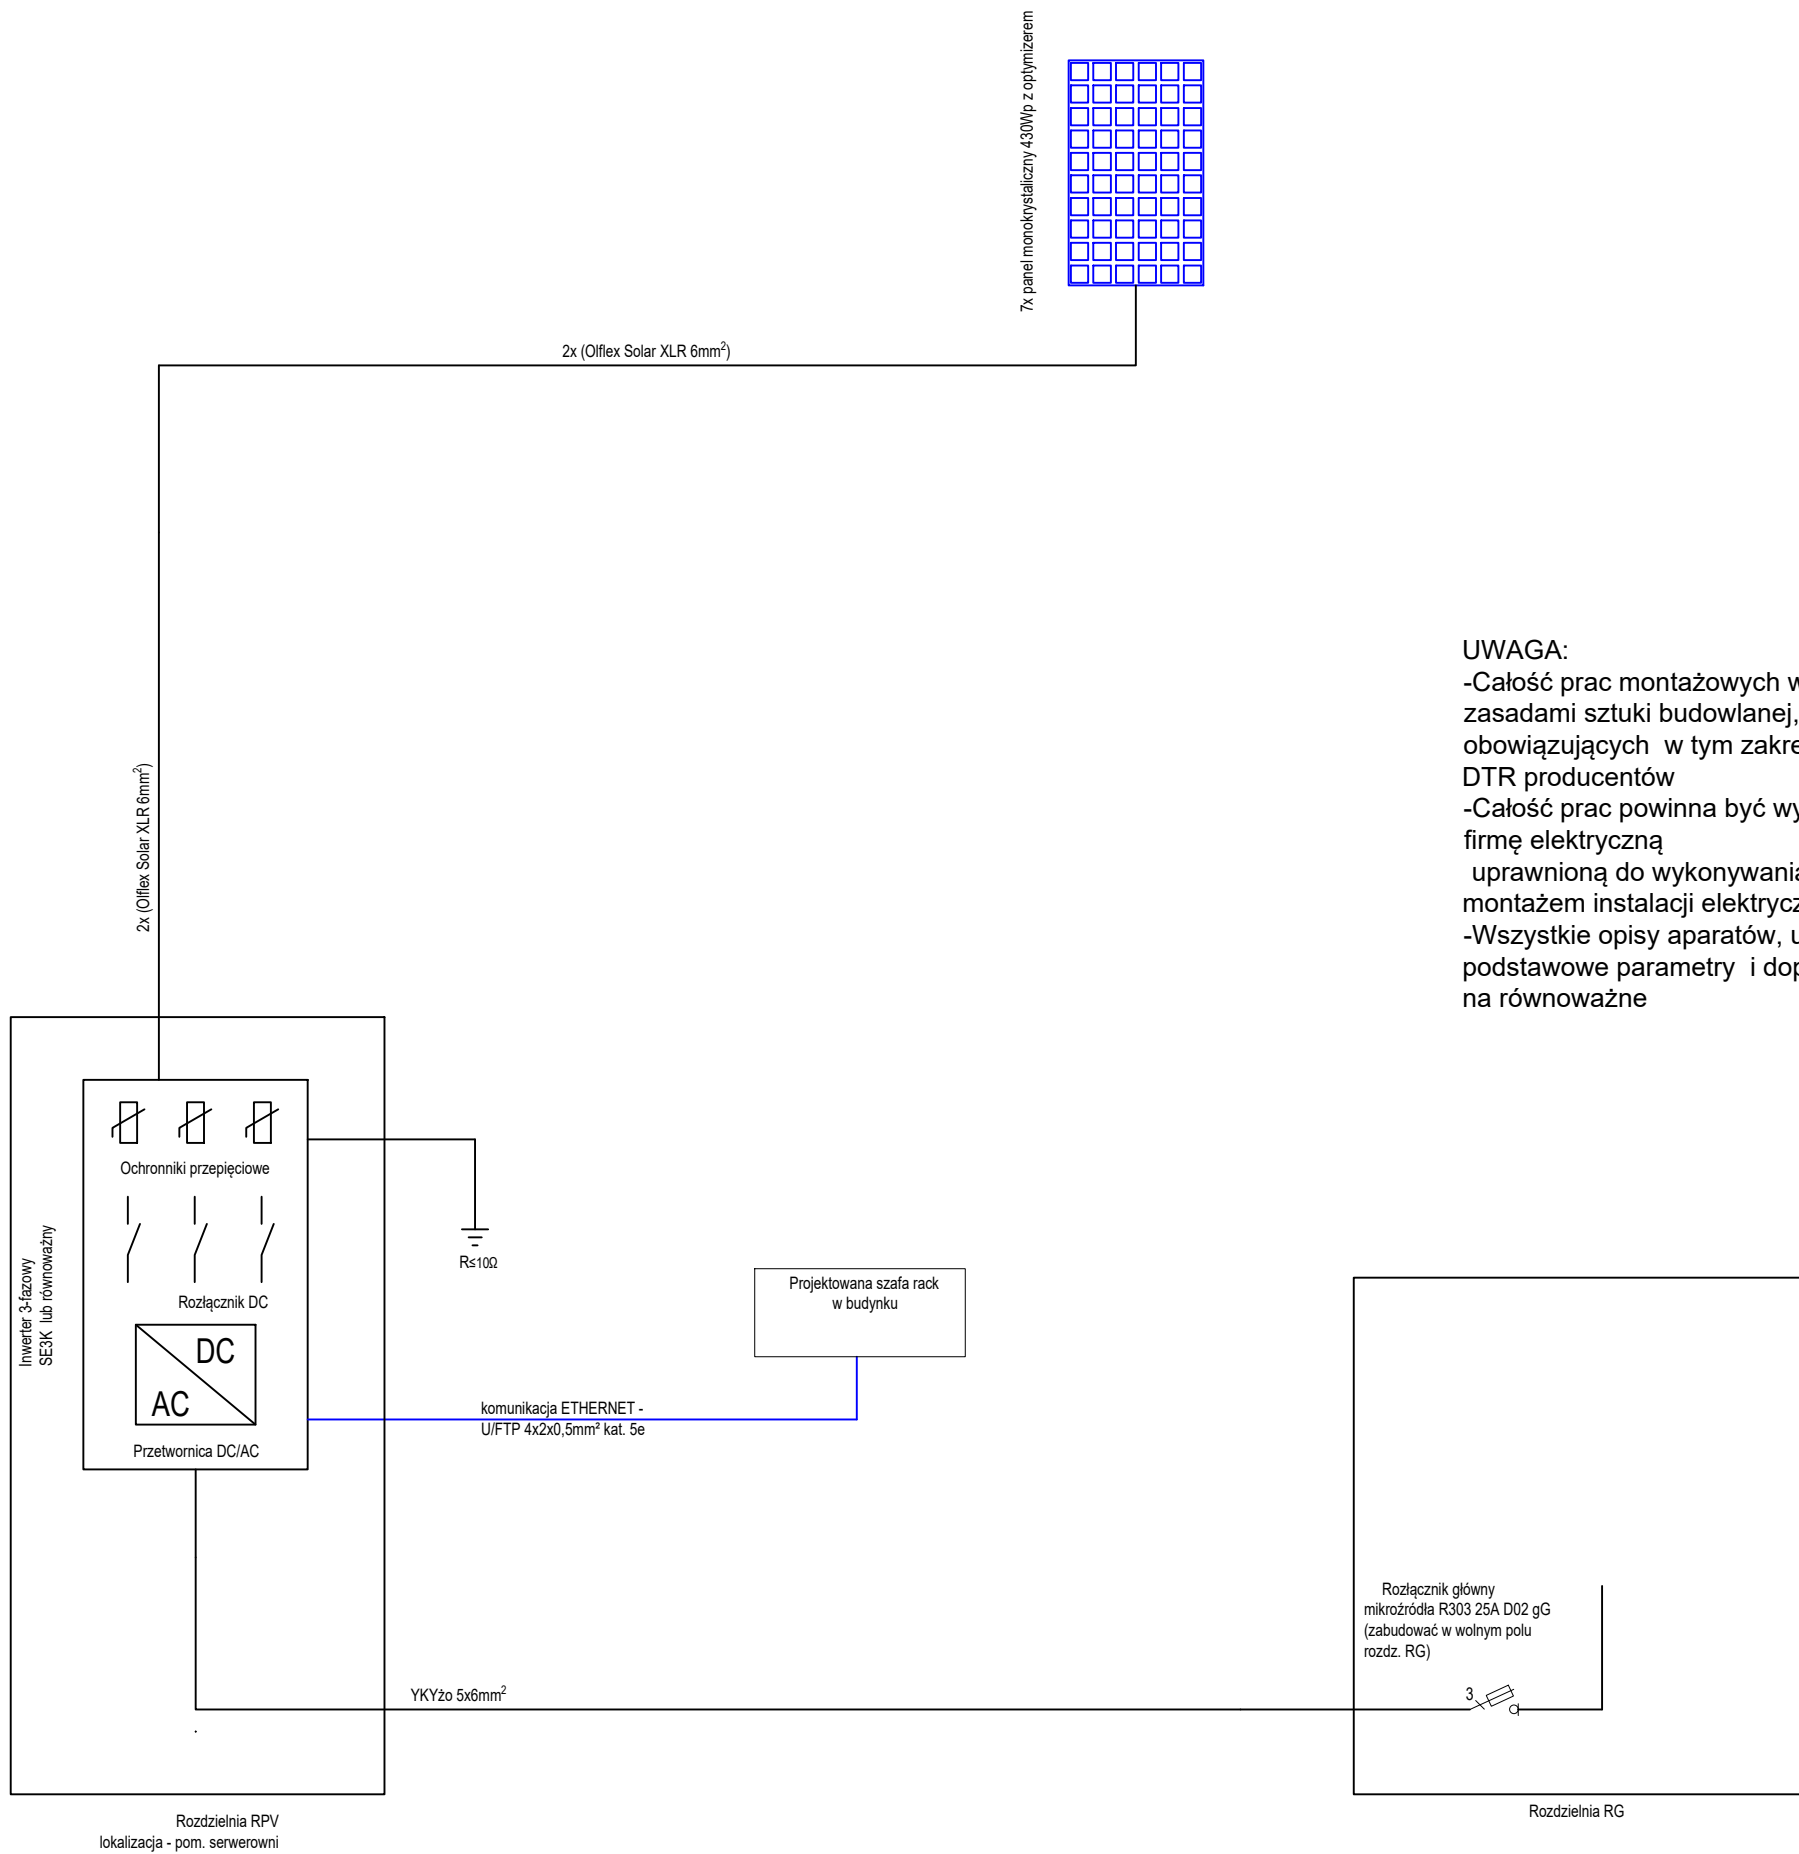 7x panel monokrystaliczny 430Wp z optymizerem
2x (Olflex Solar XLR 6mm²)
2x (Olflex Solar XLR 6mm²)
UWAGA:
-Całość prac montażowych w
zasadami sztuki budowlanej,
obowiązujących w tym zakre
DTR producentów
-Całość prac powinna być wy
firmę elektryczną
uprawnioną do wykonywania
montażem instalacji elektrycz
-Wszystkie opisy aparatów, u
podstawowe parametry i dop
na równoważne
Inwerter 3-fazowy
SE3K lub równoważny
Ochronniki przepięciowe
Rozłącznik DC
DC
AC
Przetwornica DC/AC
R≤10Ω
Projektowana szafa rack
w budynku
komunikacja ETHERNET -
U/FTP 4x2x0,5mm² kat. 5e
Rozłącznik główny
mikroźródła R303 25A D02 gG
(zabudować w wolnym polu
rozdz. RG)
3
YKYżo 5x6mm²
Rozdzielnia RPV
lokalizacja - pom. serwerowni
Rozdzielnia RG